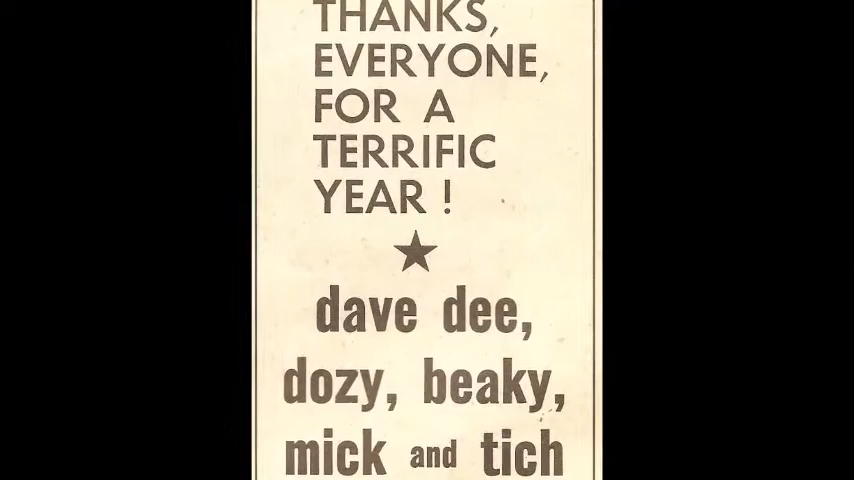 THANKS,
EVERYONE,
FOR A
TERRIFIC
YEAR !
dave dee,
dozy, beaky,
mick and tich